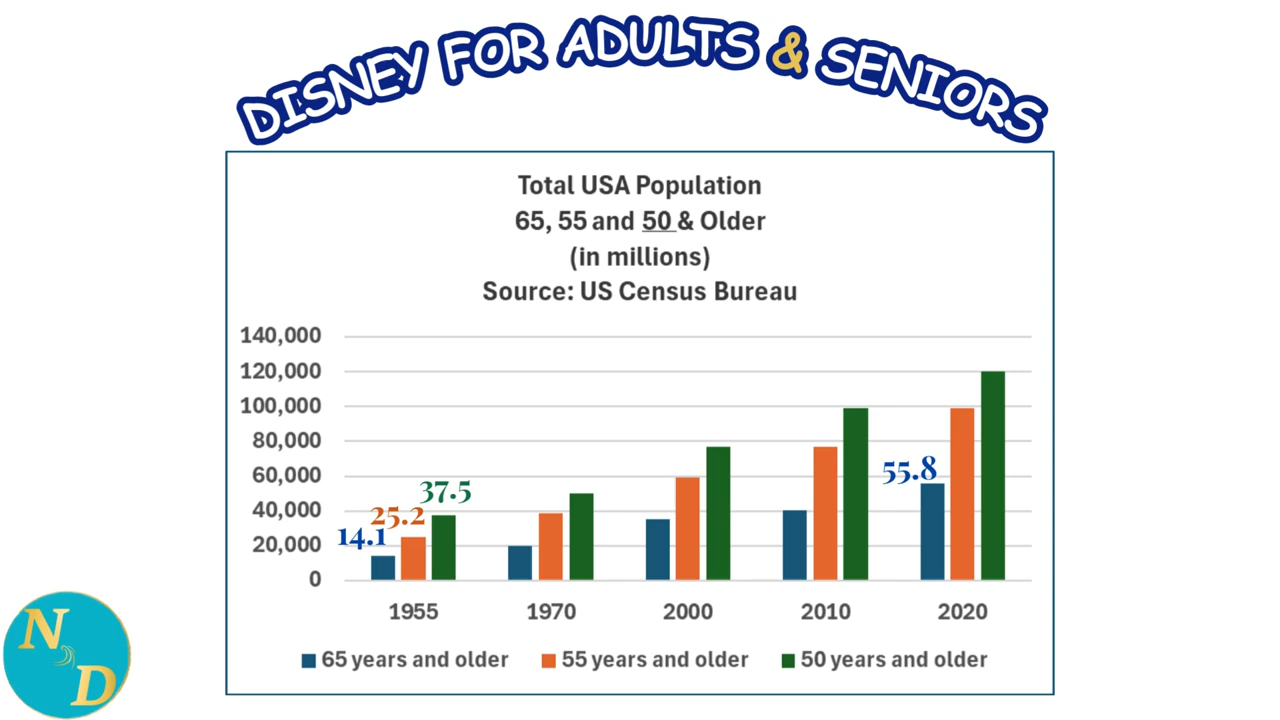 DISNEY FOR ADULTS & SENIORS
Total USA Population
65, 55 and 50 & Older
(in millions)
Source: US Census Bureau
140,000
120,000
100,000
80,000
60,000
40,000
20,000
0
14.1
25.2
37.5
55.8
1955 1970 2000 2010 2020
65 years and older 55 years and older 50 years and older
N
D